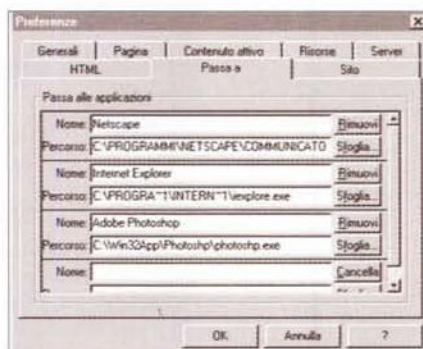 Preferenze
Generali Pagina Contenuto attivo Risorse Server
HTML Passa a Sito
Passa alle applicazioni
Nome: Netscape Rimuovi
Percorso: C:\PROGRAMMI\NETSCAPE\COMMUNICATO Sfoglia...
Nome: Internet Explorer Rimuovi
Percorso: C:\PROGRA~1\INTERN~1\iexplore.exe Sfoglia...
Nome: Adobe Photoshop Rimuovi
Percorso: C:\Win32App\Photoshp\photoshp.exe Sfoglia...
Nome: Cancella
OK Annulla ?